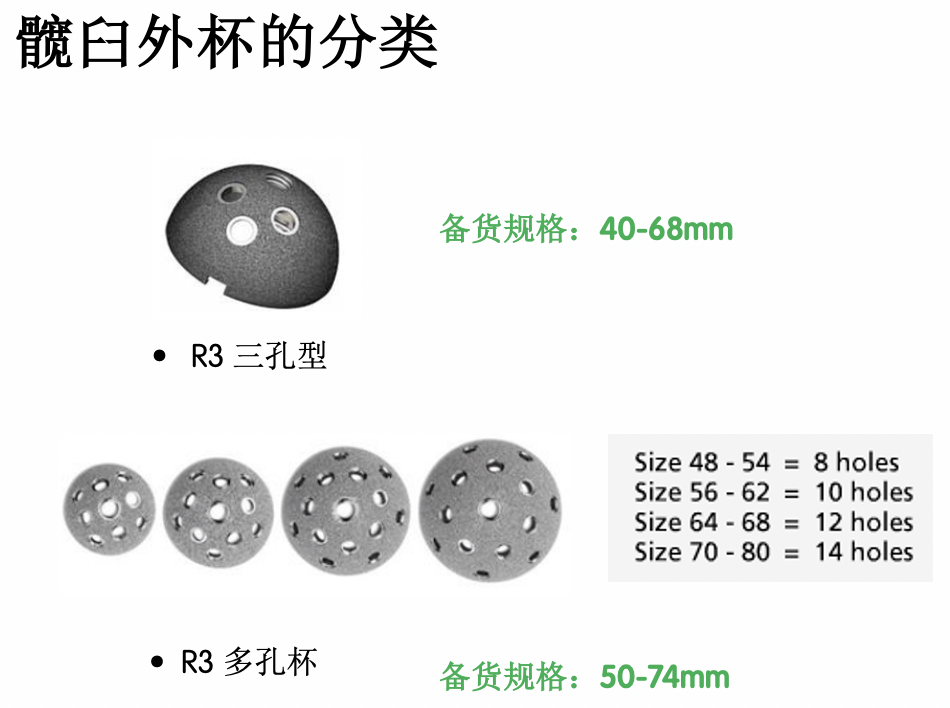 髋臼外杯的分类
备货规格：40-68mm
• R3 三孔型
Size 48 - 54 = 8 holes
Size 56 - 62 = 10 holes
Size 64 - 68 = 12 holes
Size 70 - 80 = 14 holes
• R3 多孔杯
备货规格：50-74mm